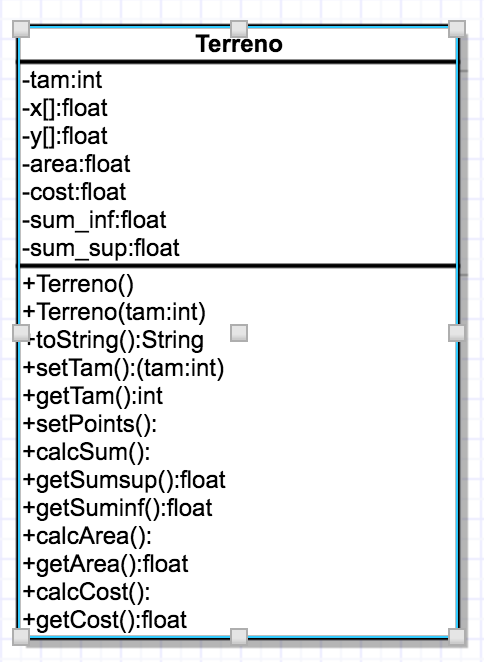 Terreno
-tam:int
-x[]:float
-y[]:float
-area:float
-cost:float
-sum_inf:float
-sum_sup:float
+Terreno()
+Terreno(tam:int)
+toString():String
+setTam():(tam:int)
+getTam():int
+setPoints():
+calcSum():
+getSumsup():float
+getSuminf():float
+calcArea():
+getArea():float
+calcCost():
+getCost():float